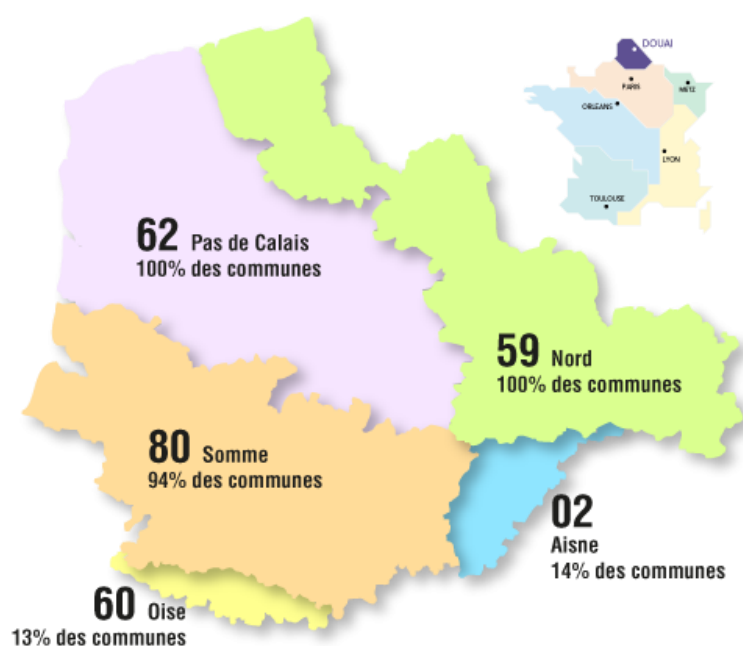 DOUAI
PARIS
METZ
ORLEANS
LYON
TOULOUSE
62 Pas de Calais
100% des communes
59 Nord
100% des communes
80 Somme
94% des communes
02
Aisne
14% des communes
60 Oise
13% des communes